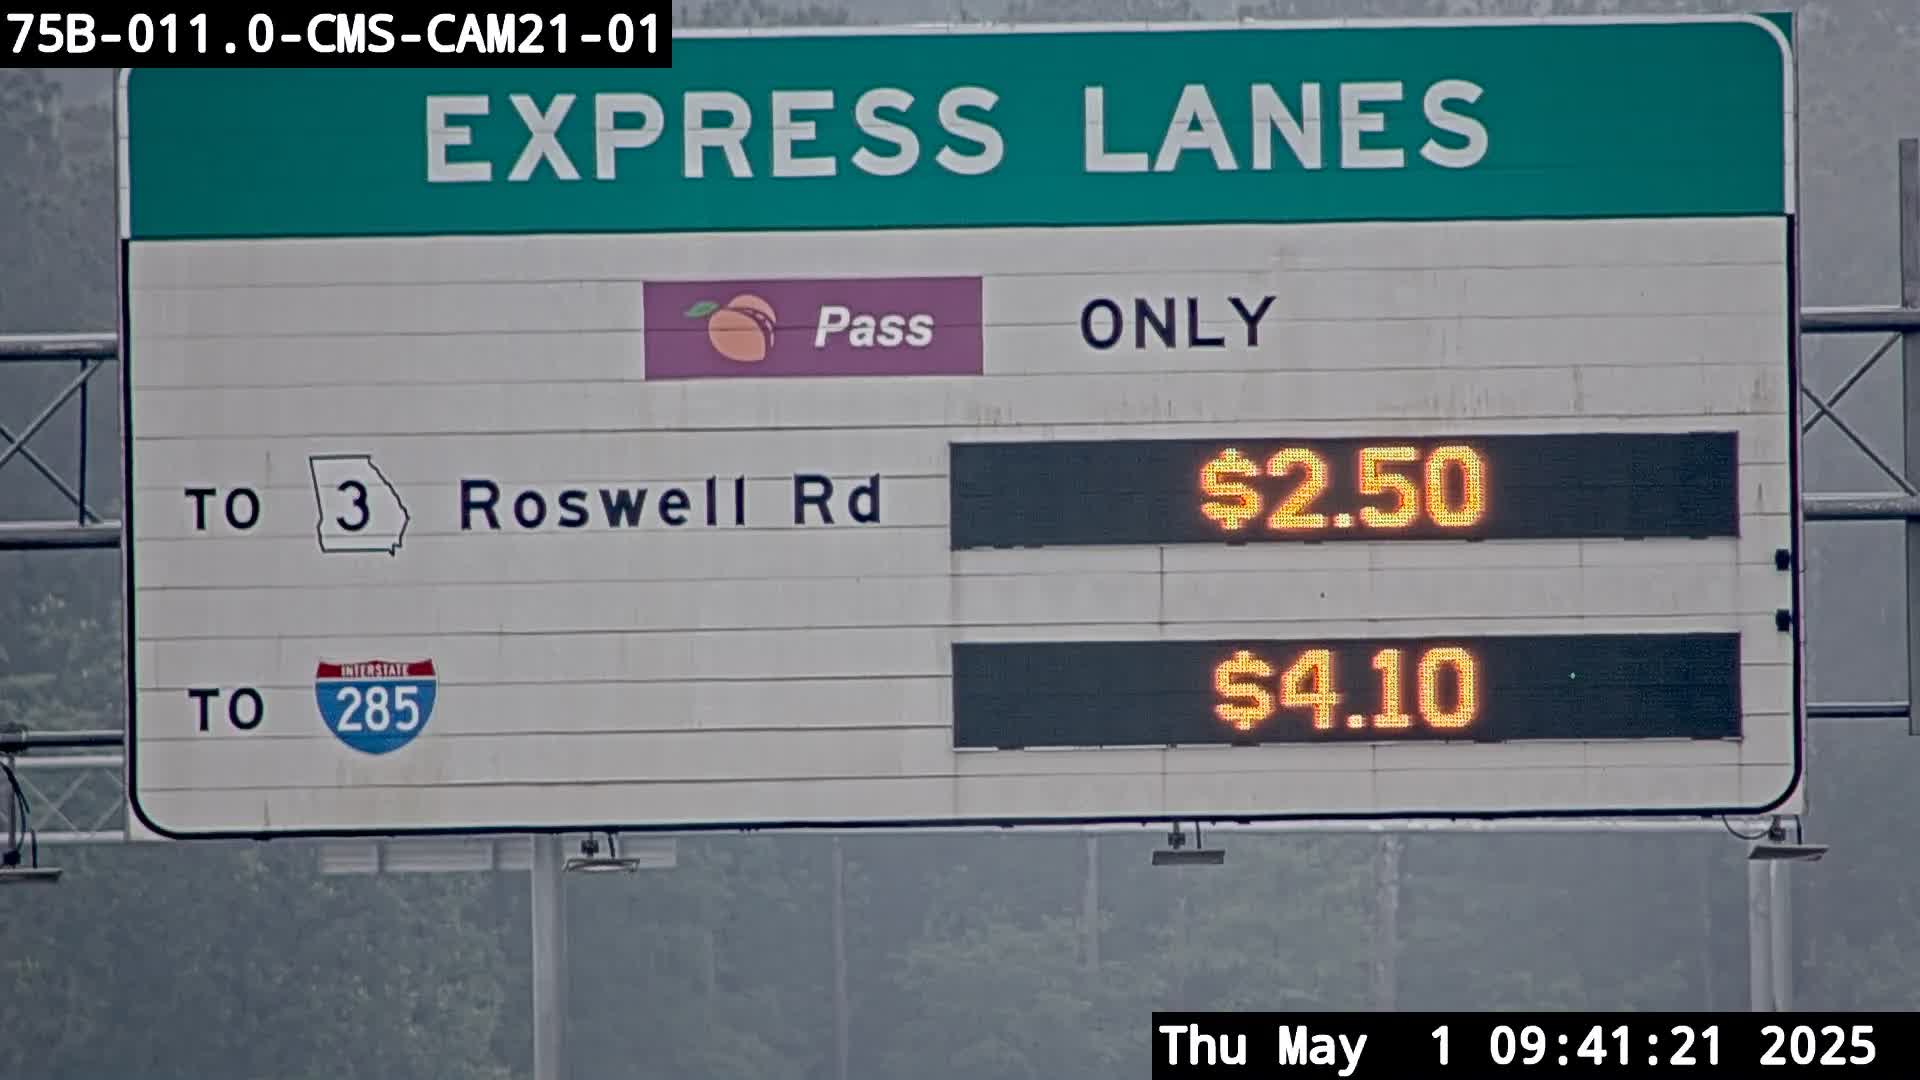 75B-011.0-CMS-CAM21-01
EXPRESS LANES
Pass ONLY
TO 3 Roswell Rd $2.50
INTERSTATE
TO 285 $4.10
Thu May 1 09:41:21 2025